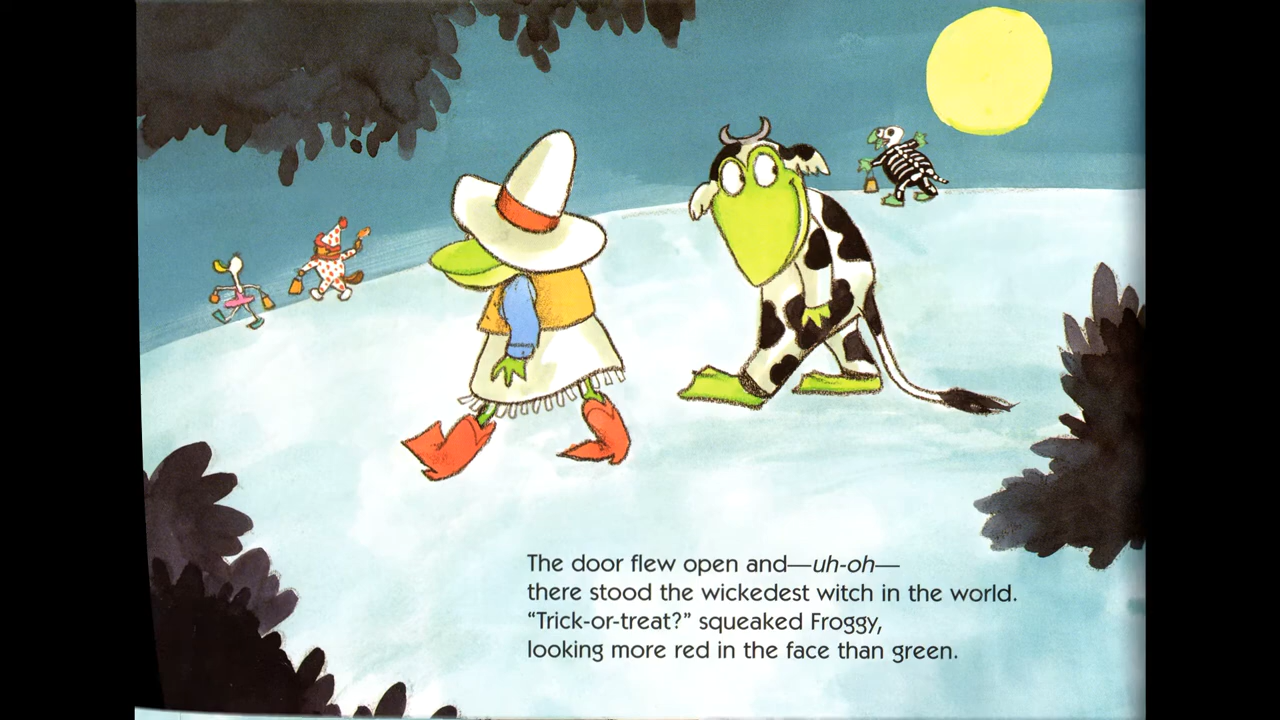 The door flew open and—uh-oh—
there stood the wickedest witch in the world.
“Trick-or-treat?” squeaked Froggy,
looking more red in the face than green.